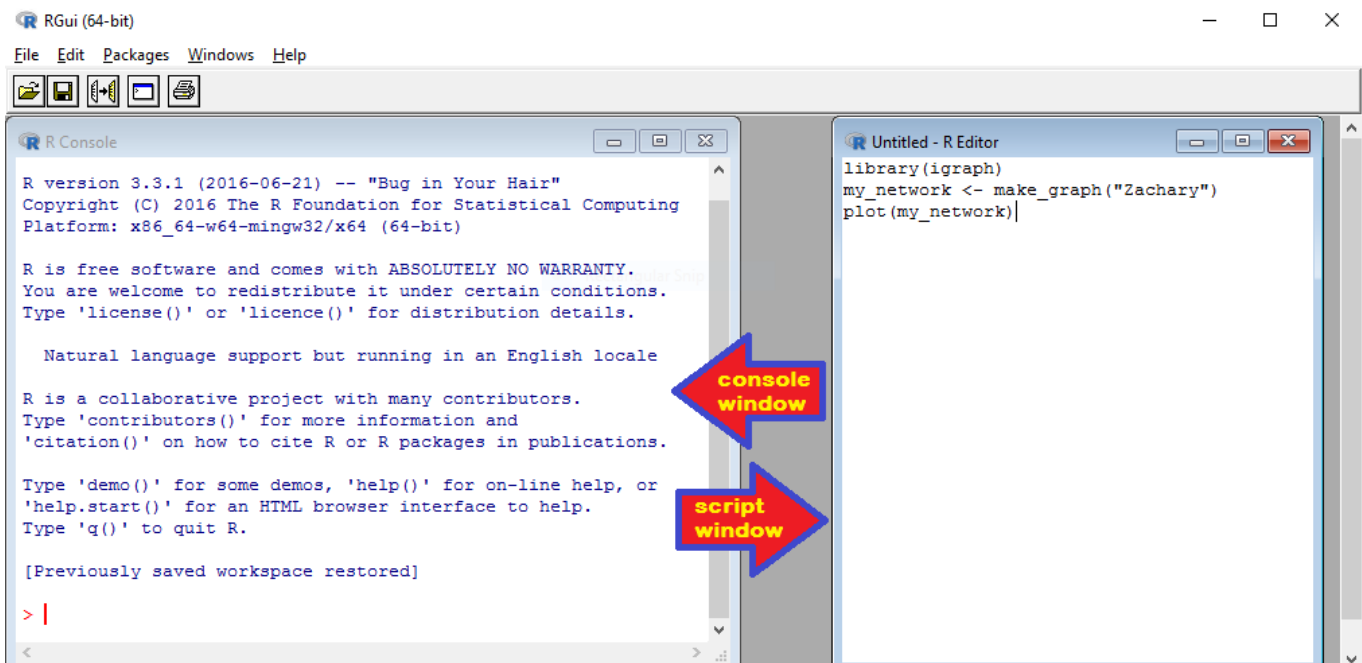 RGui (64-bit)
File Edit Packages Windows Help
R Console
R version 3.3.1 (2016-06-21) -- "Bug in Your Hair"
Copyright (C) 2016 The R Foundation for Statistical Computing
Platform: x86_64-w64-mingw32/x64 (64-bit)
R is free software and comes with ABSOLUTELY NO WARRANTY.
You are welcome to redistribute it under certain conditions.
Type 'license()' or 'licence()' for distribution details.
Natural language support but running in an English locale
R is a collaborative project with many contributors.
Type 'contributors()' for more information and
'citation()' on how to cite R or R packages in publications.
Type 'demo()' for some demos, 'help()' for on-line help, or
'help.start()' for an HTML browser interface to help.
Type 'q()' to quit R.
[Previously saved workspace restored]
>
console
window
script
window
Untitled - R Editor
library(igraph)
my_network <- make_graph("Zachary")
plot(my_network)